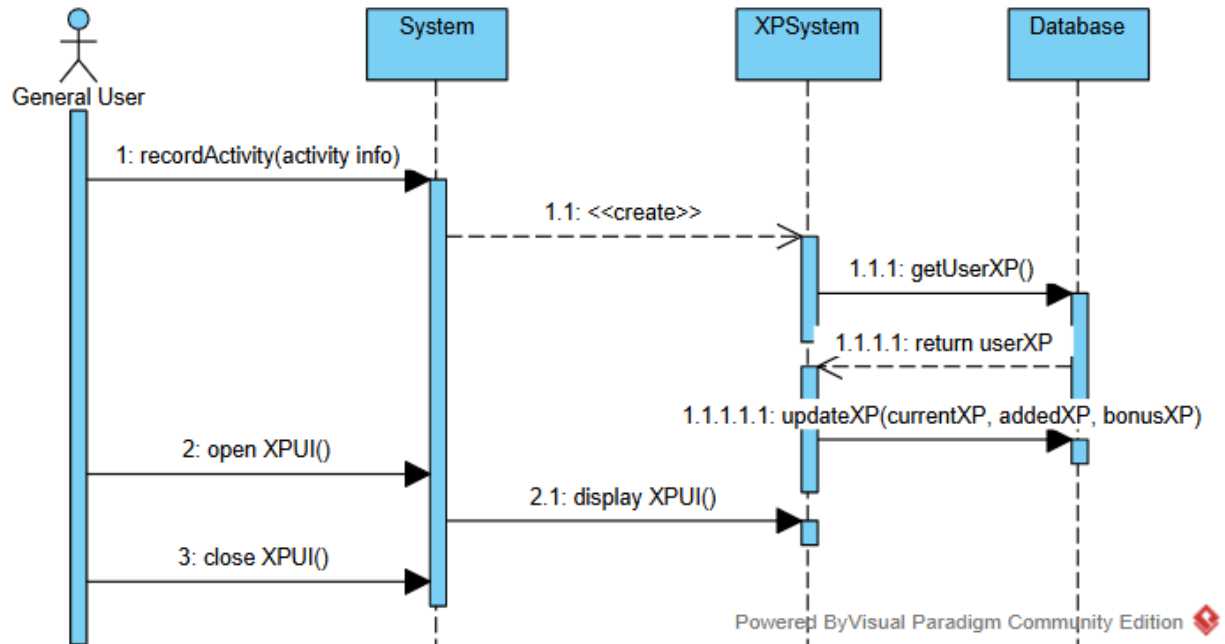 System
XPSystem
Database
General User
1: recordActivity(activity info)
1.1: <<create>>
1.1.1: getUserXP()
1.1.1.1: return userXP
1.1.1.1.1: updateXP(currentXP, addedXP, bonusXP)
2: open XPUI()
2.1: display XPUI()
3: close XPUI()
Powered ByVisual Paradigm Community Edition